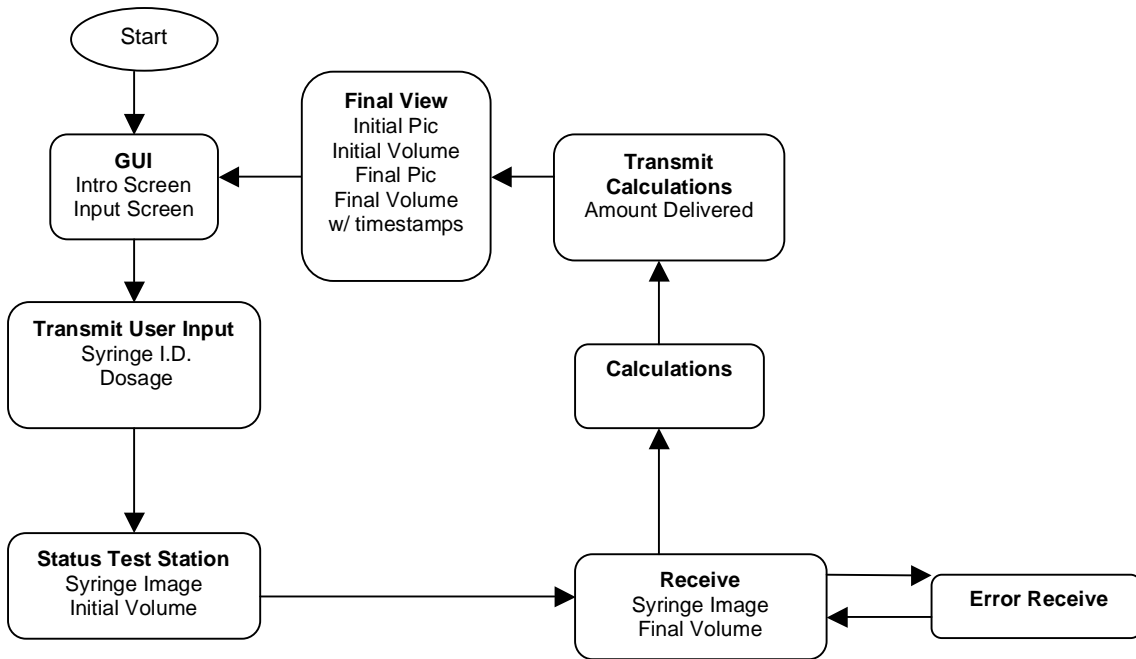 Start
GUI
Intro Screen
Input Screen
Final View
Initial Pic
Initial Volume
Final Pic
Final Volume
w/ timestamps
Transmit
Calculations
Amount Delivered
Transmit User Input
Syringe I.D.
Dosage
Calculations
Status Test Station
Syringe Image
Initial Volume
Receive
Syringe Image
Final Volume
Error Receive